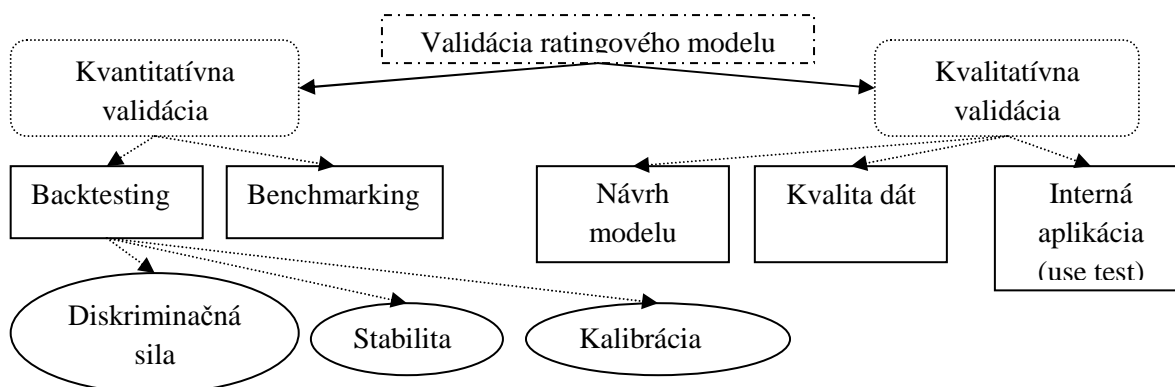 Validácia ratingového modelu
Kvantitatívna
validácia
Kvalitatívna
validácia
Backtesting
Benchmarking
Návrh
modelu
Kvalita dát
Interná
aplikácia
(use test)
Diskriminačná
sila
Stabilita
Kalibrácia